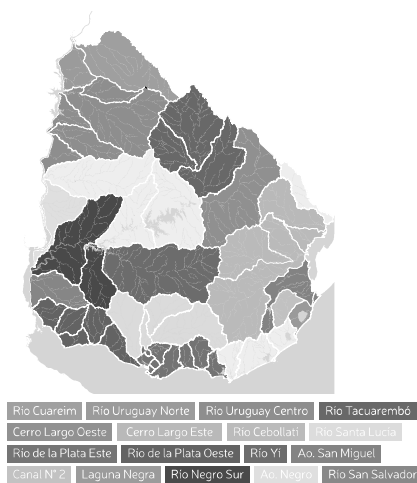 Río Cuareim Río Uruguay Norte Río Uruguay Centro Río Tacuarembó
Cerro Largo Oeste Cerro Largo Este Río Cebollatí Río Santa Lucía
Río de la Plata Este Río de la Plata Oeste Río Yí Ao. San Miguel
Canal N° 2 Laguna Negra Río Negro Sur Ao. Negro Río San Salvador